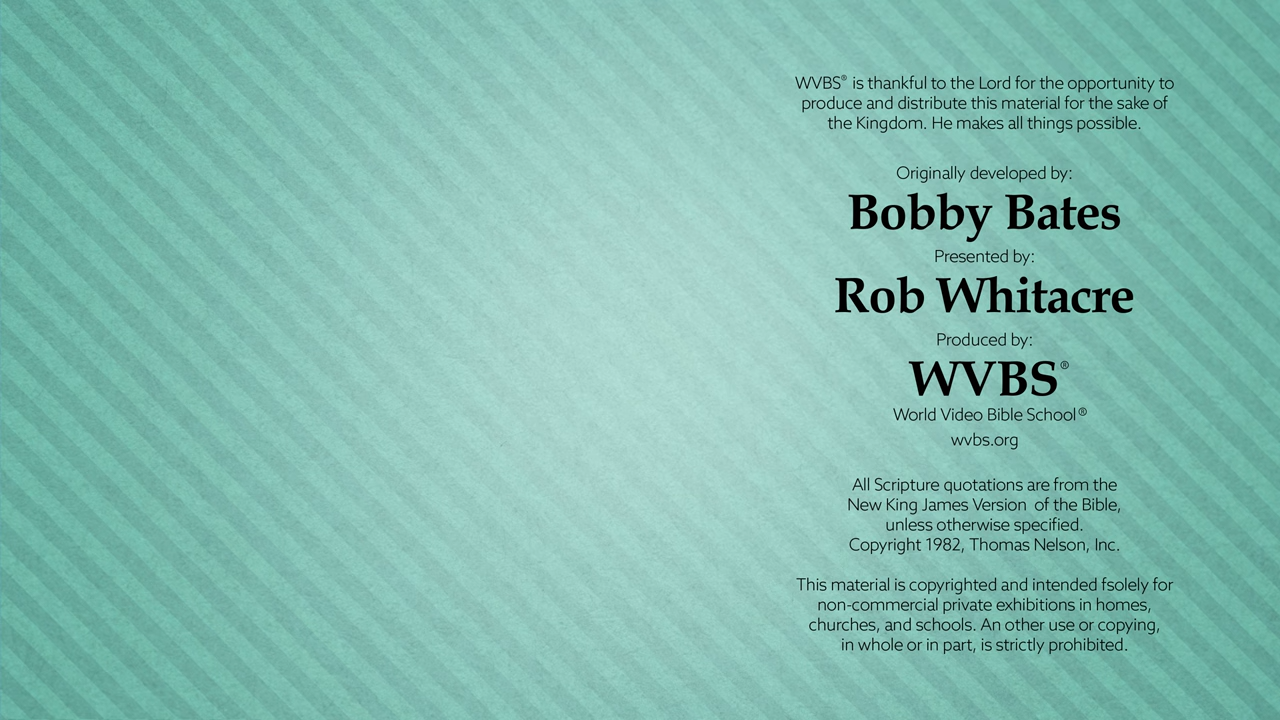 WVBS® is thankful to the Lord for the opportunity to
produce and distribute this material for the sake of
the Kingdom. He makes all things possible.
Originally developed by:
Bobby Bates
Presented by:
Rob Whitacre
Produced by:
WVBS®
World Video Bible School®
wvbs.org
All Scripture quotations are from the
New King James Version of the Bible,
unless otherwise specified.
Copyright 1982, Thomas Nelson, Inc.
This material is copyrighted and intended fsolely for
non-commercial private exhibitions in homes,
churches, and schools. An other use or copying,
in whole or in part, is strictly prohibited.